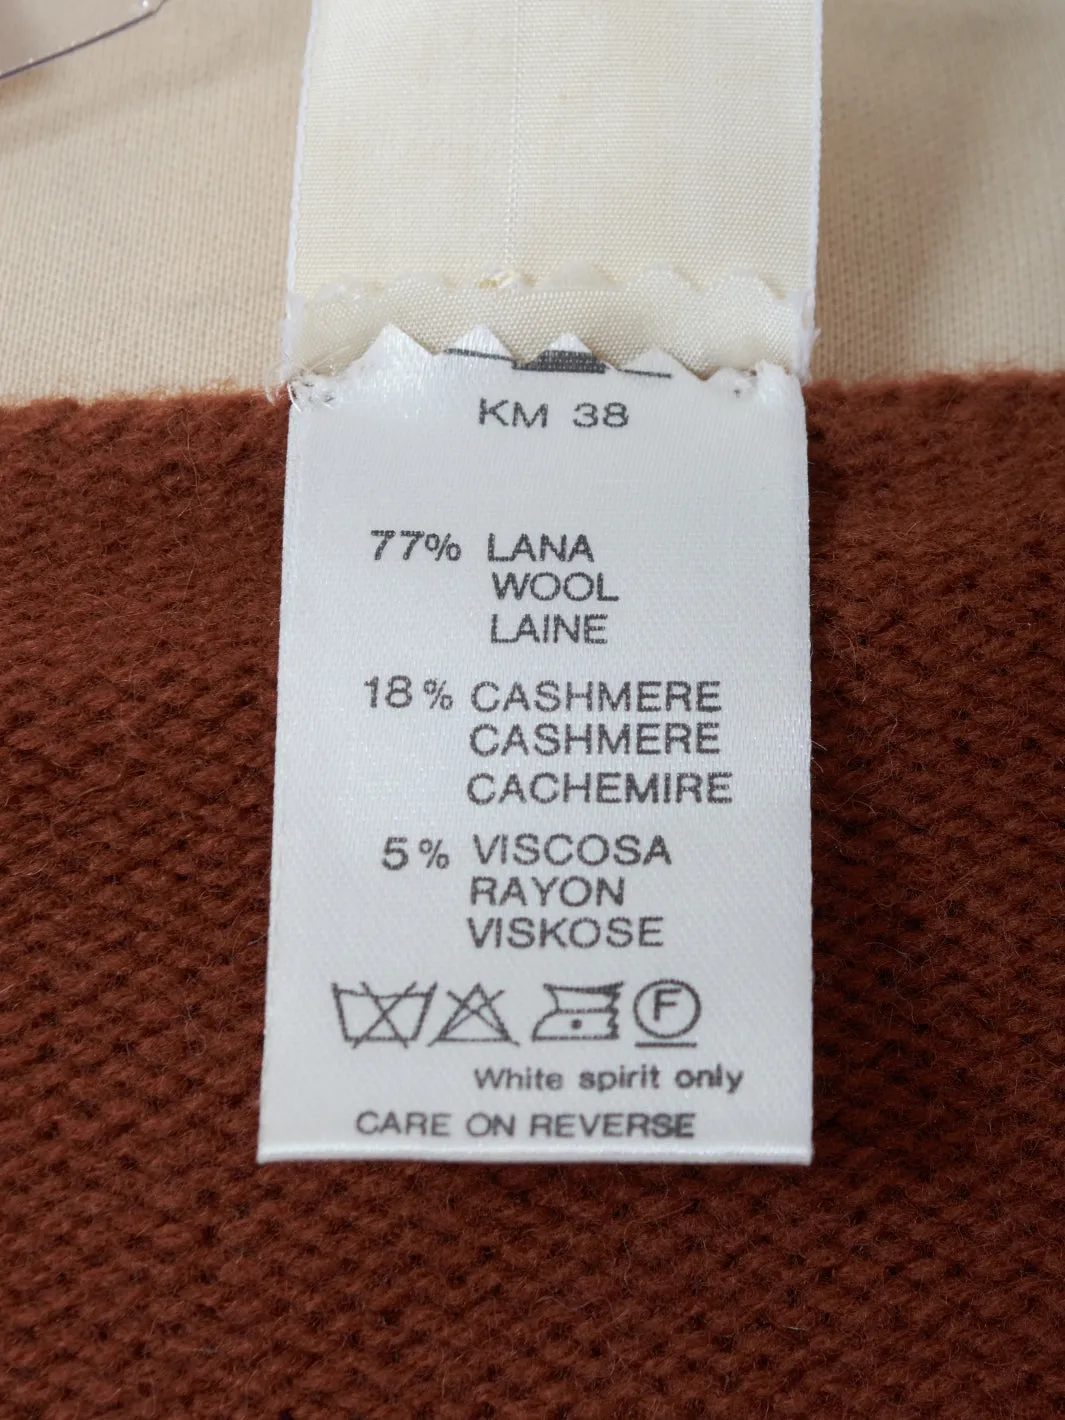 KM 38
77% LANA
WOOL
LAINE
18% CASHMERE
CASHMERE
CACHEMIRE
5% VISCOSA
RAYON
VISKOSE
F
White spirit only
CARE ON REVERSE